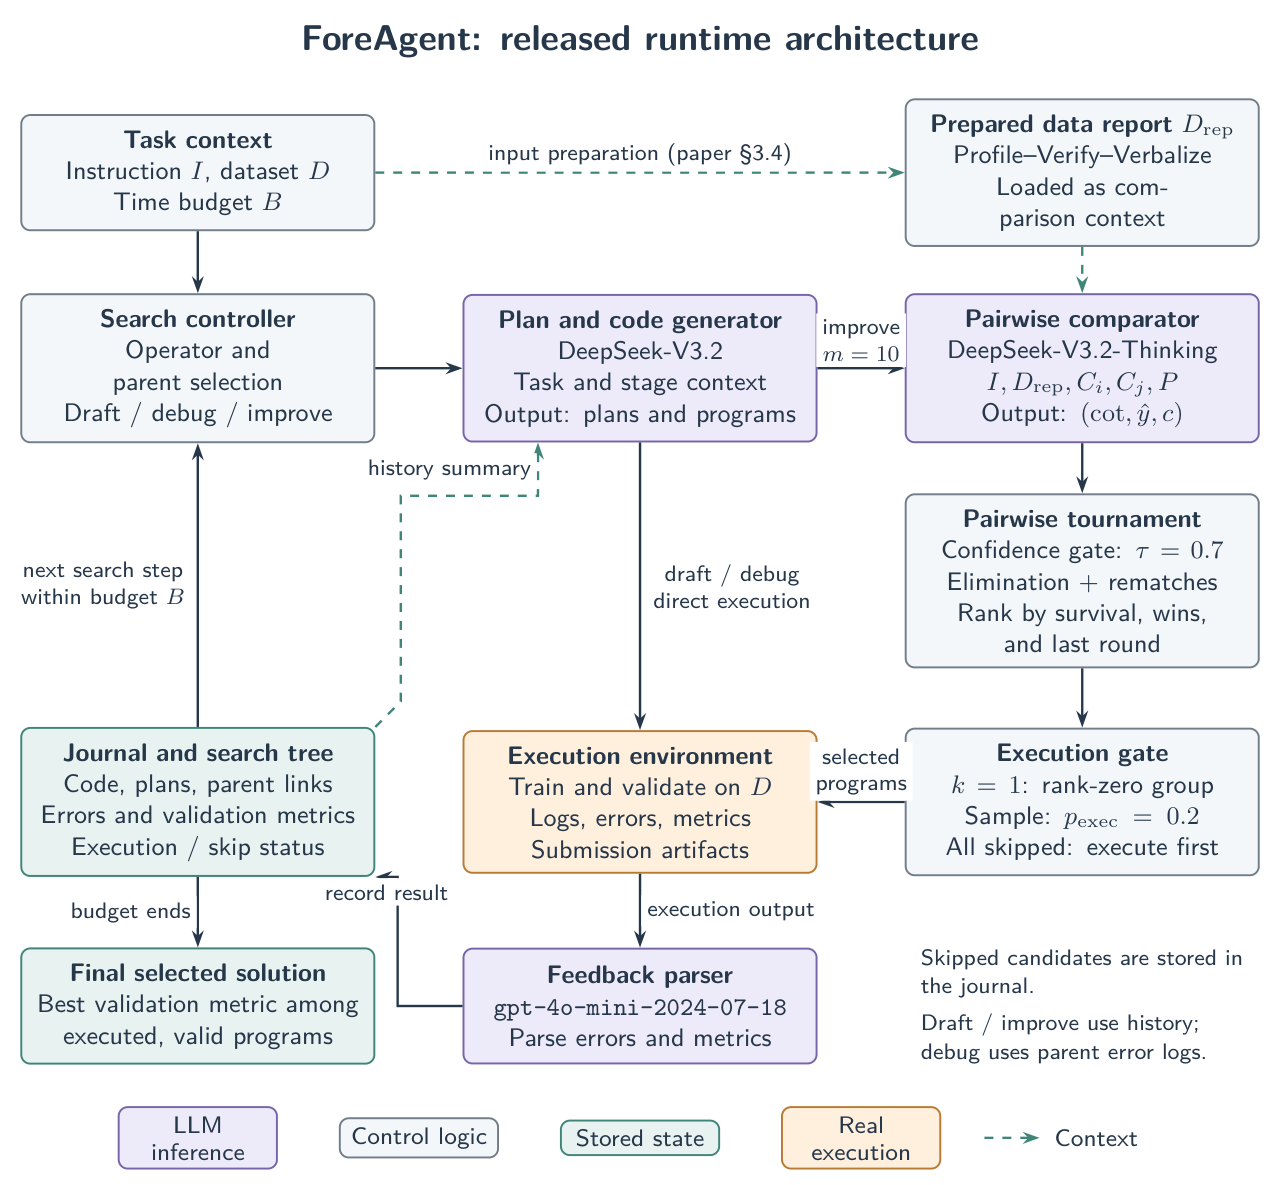 ForeAgent: released runtime architecture
Task context
Instruction I, dataset D
Time budget B
input preparation (paper §3.4)
Prepared data report D_rep
Profile–Verify–Verbalize
Loaded as com-
parison context
Search controller
Operator and
parent selection
Draft / debug / improve
Plan and code generator
DeepSeek-V3.2
Task and stage context
Output: plans and programs
improve
m = 10
Pairwise comparator
DeepSeek-V3.2-Thinking
I, D_rep, C_i, C_j, P
Output: (cot, ŷ, c)
history summary
Pairwise tournament
Confidence gate: τ = 0.7
Elimination + rematches
Rank by survival, wins,
and last round
next search step
within budget B
draft / debug
direct execution
Journal and search tree
Code, plans, parent links
Errors and validation metrics
Execution / skip status
Execution environment
Train and validate on D
Logs, errors, metrics
Submission artifacts
selected
programs
Execution gate
k = 1: rank-zero group
Sample: p_exec = 0.2
All skipped: execute first
record result
budget ends
execution output
Final selected solution
Best validation metric among
executed, valid programs
Feedback parser
gpt-4o-mini-2024-07-18
Parse errors and metrics
Skipped candidates are stored in
the journal.
Draft / improve use history;
debug uses parent error logs.
LLM
inference
Control logic
Stored state
Real
execution
Context